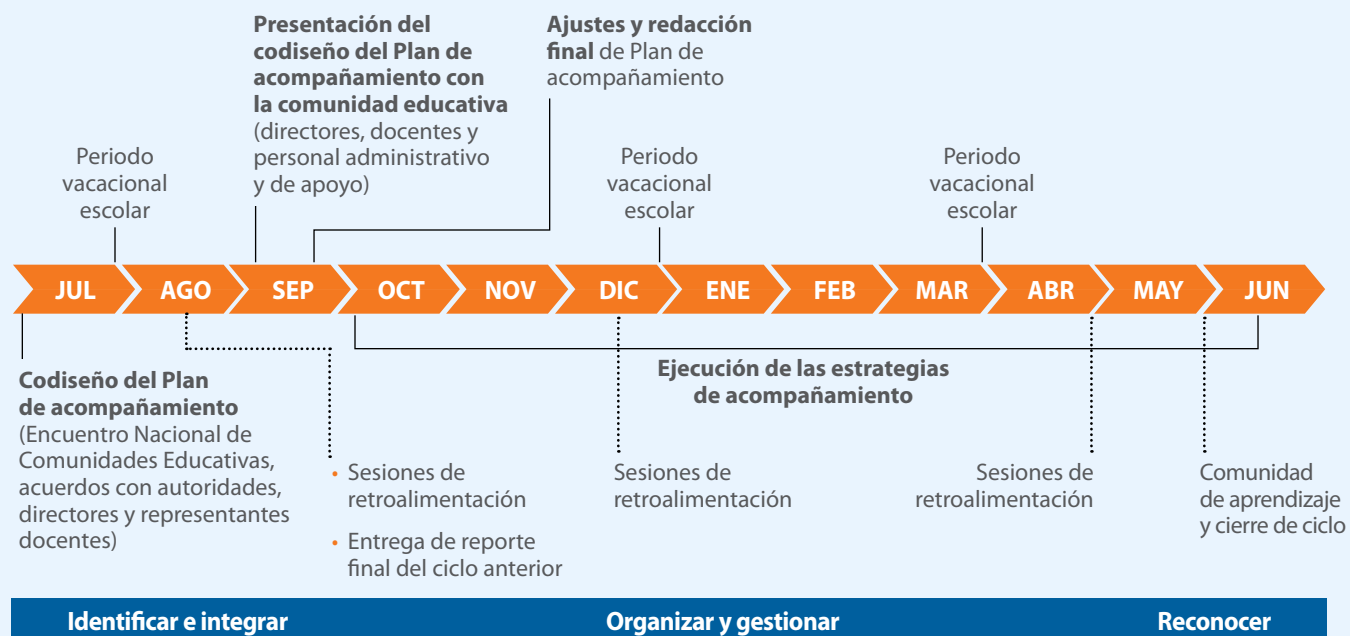 Presentación del
codiseño del Plan de
acompañamiento con
la comunidad educativa
(directores, docentes y
personal administrativo
y de apoyo)
Ajustes y redacción
final de Plan de
acompañamiento
Periodo
vacacional
escolar
Periodo
vacacional
escolar
Periodo
vacacional
escolar
JUL AGO SEP OCT NOV DIC ENE FEB MAR ABR MAY JUN
Codiseño del Plan
de acompañamiento
(Encuentro Nacional de
Comunidades Educativas,
acuerdos con autoridades,
directores y representantes
docentes)
Ejecución de las estrategias
de acompañamiento
• Sesiones de
retroalimentación
• Entrega de reporte
final del ciclo anterior
Sesiones de
retroalimentación
Sesiones de
retroalimentación
Comunidad
de aprendizaje
y cierre de ciclo
Identificar e integrar Organizar y gestionar Reconocer